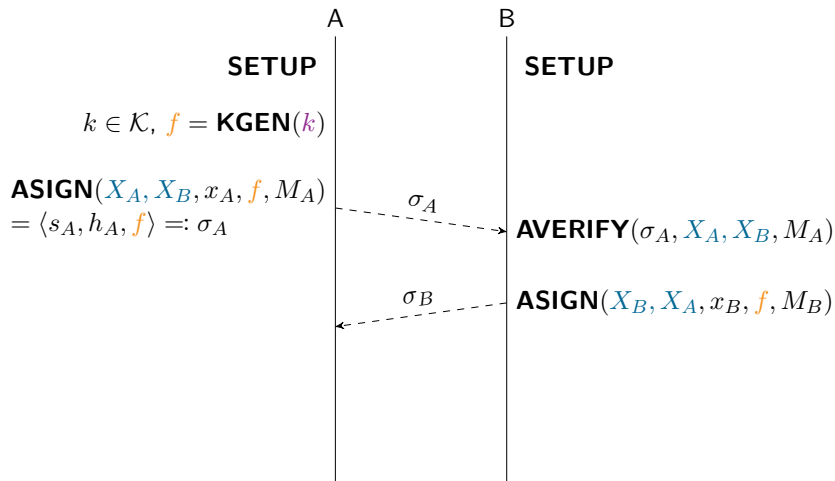 A B
SETUP SETUP
k ∈ 𝒦, f = KGEN(k)
ASIGN(X_A, X_B, x_A, f, M_A)
= ⟨s_A, h_A, f⟩ =: σ_A
σ_A
AVERIFY(σ_A, X_A, X_B, M_A)
σ_B
ASIGN(X_B, X_A, x_B, f, M_B)